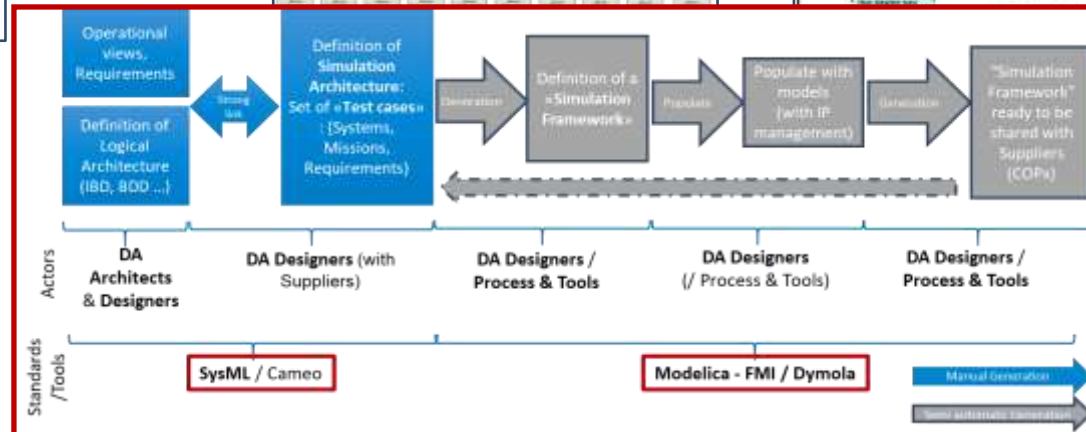 Operational
views,
Requirements
Definition of
Logical
Architecture
(IBD, BDD ...)
Strong
link
Definition of
Simulation
Architecture:
Set of «Test cases»
: {Systems,
Missions,
Requirements}
Generation
Definition of a
«Simulation
Framework»
Populate
Populate with
models
(with IP
management)
Generation
"Simulation
Framework"
ready to be
shared with
Suppliers
(COPx)
Actors
DA
Architects
& Designers
DA Designers (with
Suppliers)
DA Designers /
Process & Tools
DA Designers
(/ Process & Tools)
DA Designers /
Process & Tools
Standards
/Tools
SysML / Cameo
Modelica - FMI / Dymola
Manual Generation
Semi automatic Generation